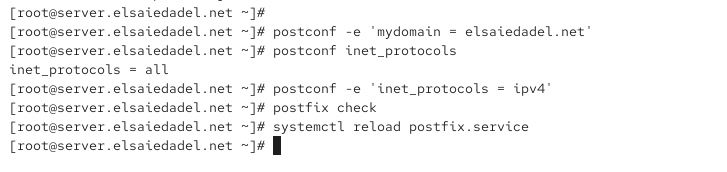 [root@server.elsaiedadel.net ~]#
[root@server.elsaiedadel.net ~]# postconf -e 'mydomain = elsaiedadel.net'
[root@server.elsaiedadel.net ~]# postconf inet_protocols
inet_protocols = all
[root@server.elsaiedadel.net ~]# postconf -e 'inet_protocols = ipv4'
[root@server.elsaiedadel.net ~]# postfix check
[root@server.elsaiedadel.net ~]# systemctl reload postfix.service
[root@server.elsaiedadel.net ~]#